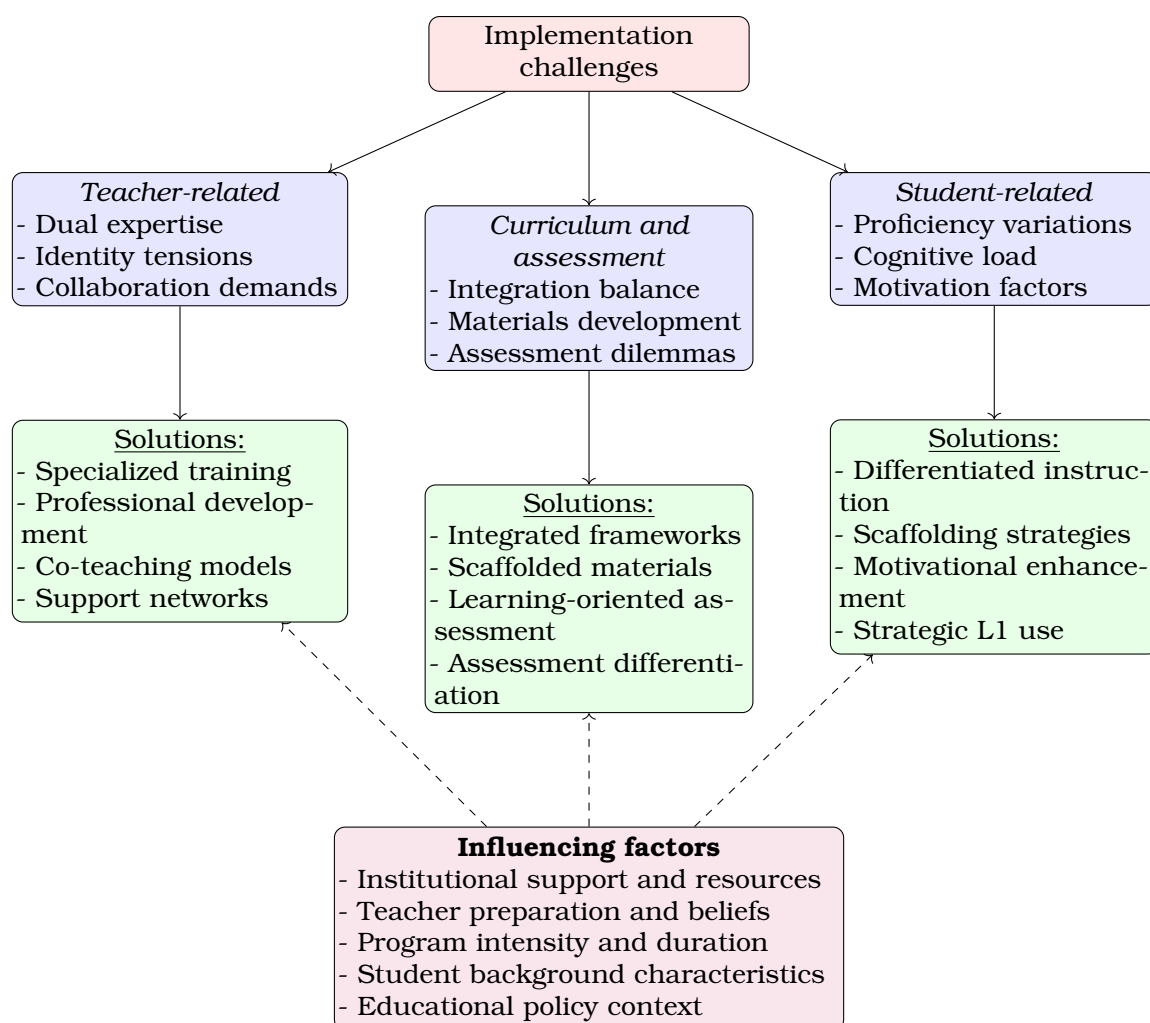 Implementation
challenges
Teacher-related
- Dual expertise
- Identity tensions
- Collaboration demands
Curriculum and
assessment
- Integration balance
- Materials development
- Assessment dilemmas
Student-related
- Proficiency variations
- Cognitive load
- Motivation factors
Solutions:
- Specialized training
- Professional develop-
ment
- Co-teaching models
- Support networks
Solutions:
- Integrated frameworks
- Scaffolded materials
- Learning-oriented as-
sessment
- Assessment differenti-
ation
Solutions:
- Differentiated instruc-
tion
- Scaffolding strategies
- Motivational enhance-
ment
- Strategic L1 use
Influencing factors
- Institutional support and resources
- Teacher preparation and beliefs
- Program intensity and duration
- Student background characteristics
- Educational policy context